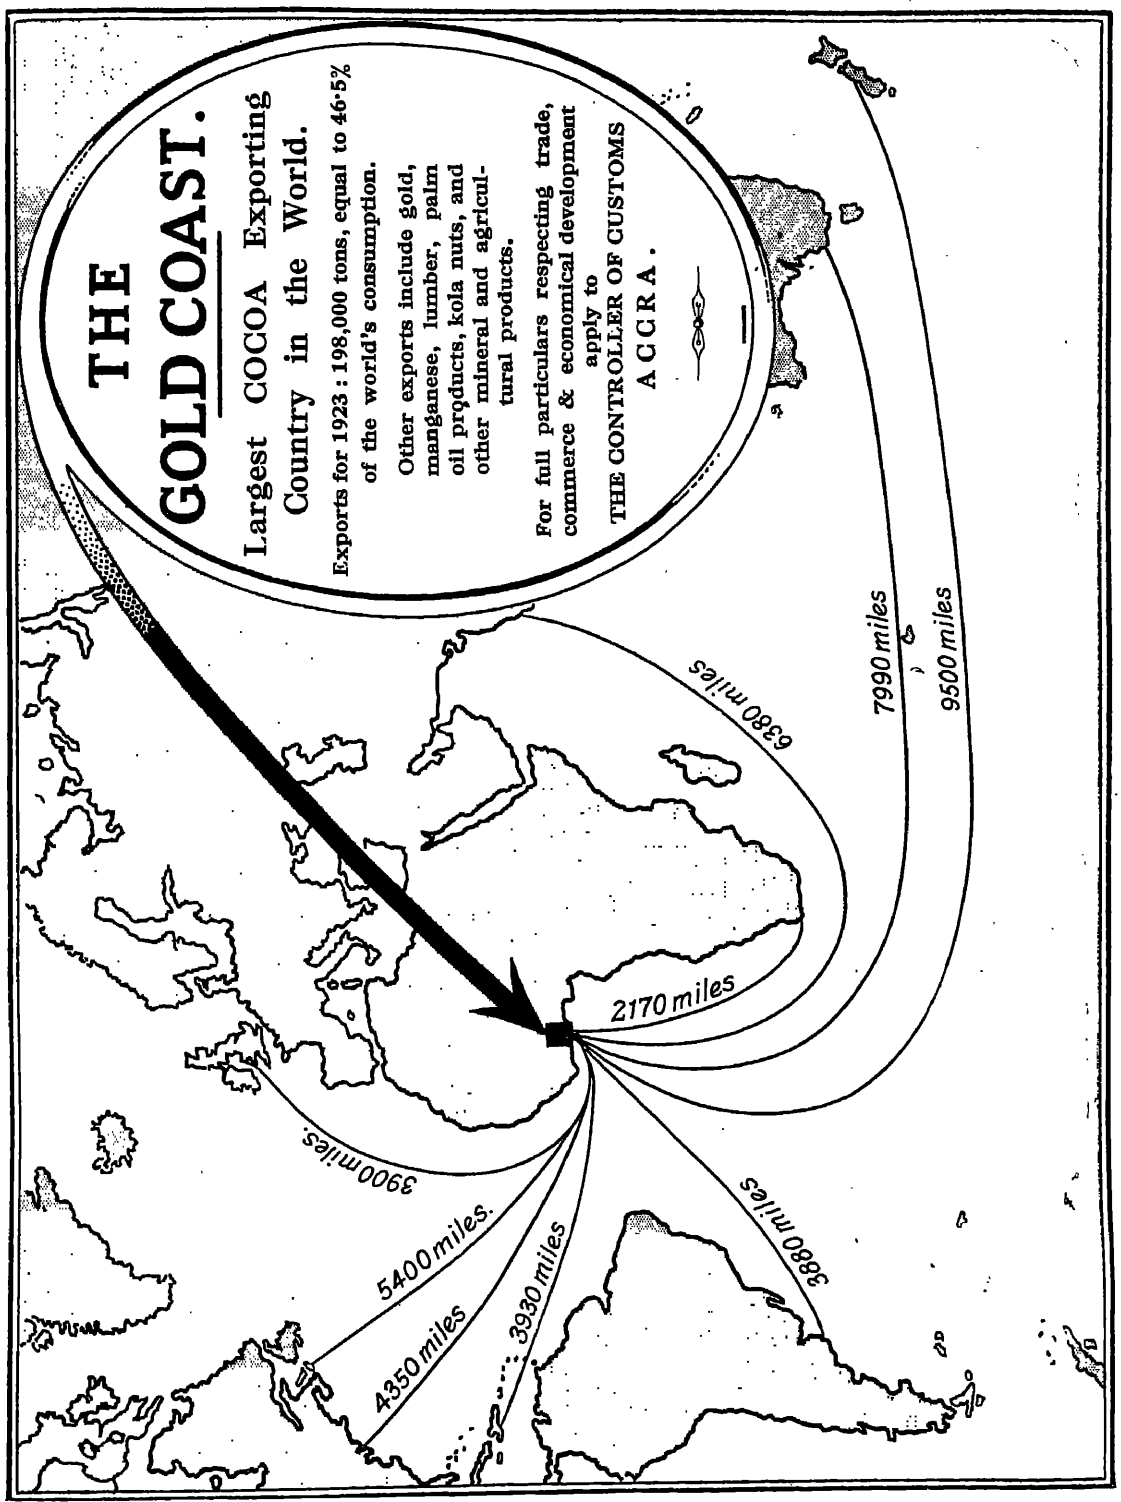 THE
GOLD COAST.
Largest COCOA Exporting
Country in the World.
Exports for 1923 : 198,000 tons, equal to 46·5%
of the world's consumption.
Other exports include gold,
manganese, lumber, palm
oil products, kola nuts, and
other mineral and agricul-
tural products.
For full particulars respecting trade,
commerce & economical development
apply to
THE CONTROLLER OF CUSTOMS
ACCRA.
6380 miles
7990 miles
9500 miles
2170 miles
3900 miles.
5400 miles.
4350 miles
3930 miles
3880 miles